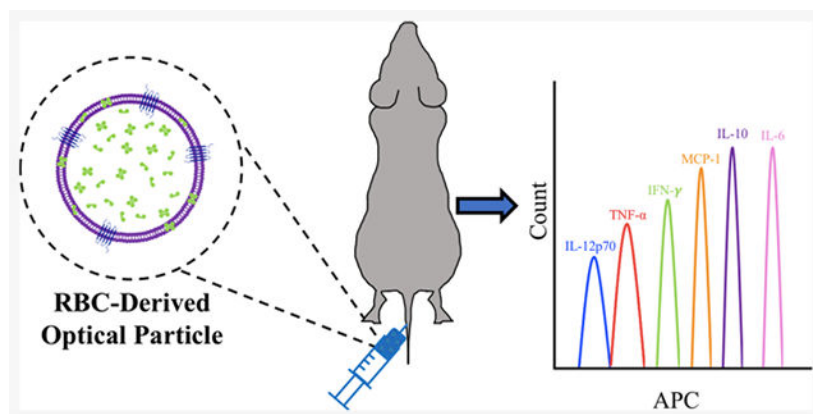 RBC-Derived
Optical Particle
Count
IL-12p70
TNF-α
IFN-γ
MCP-1
IL-10
IL-6
APC